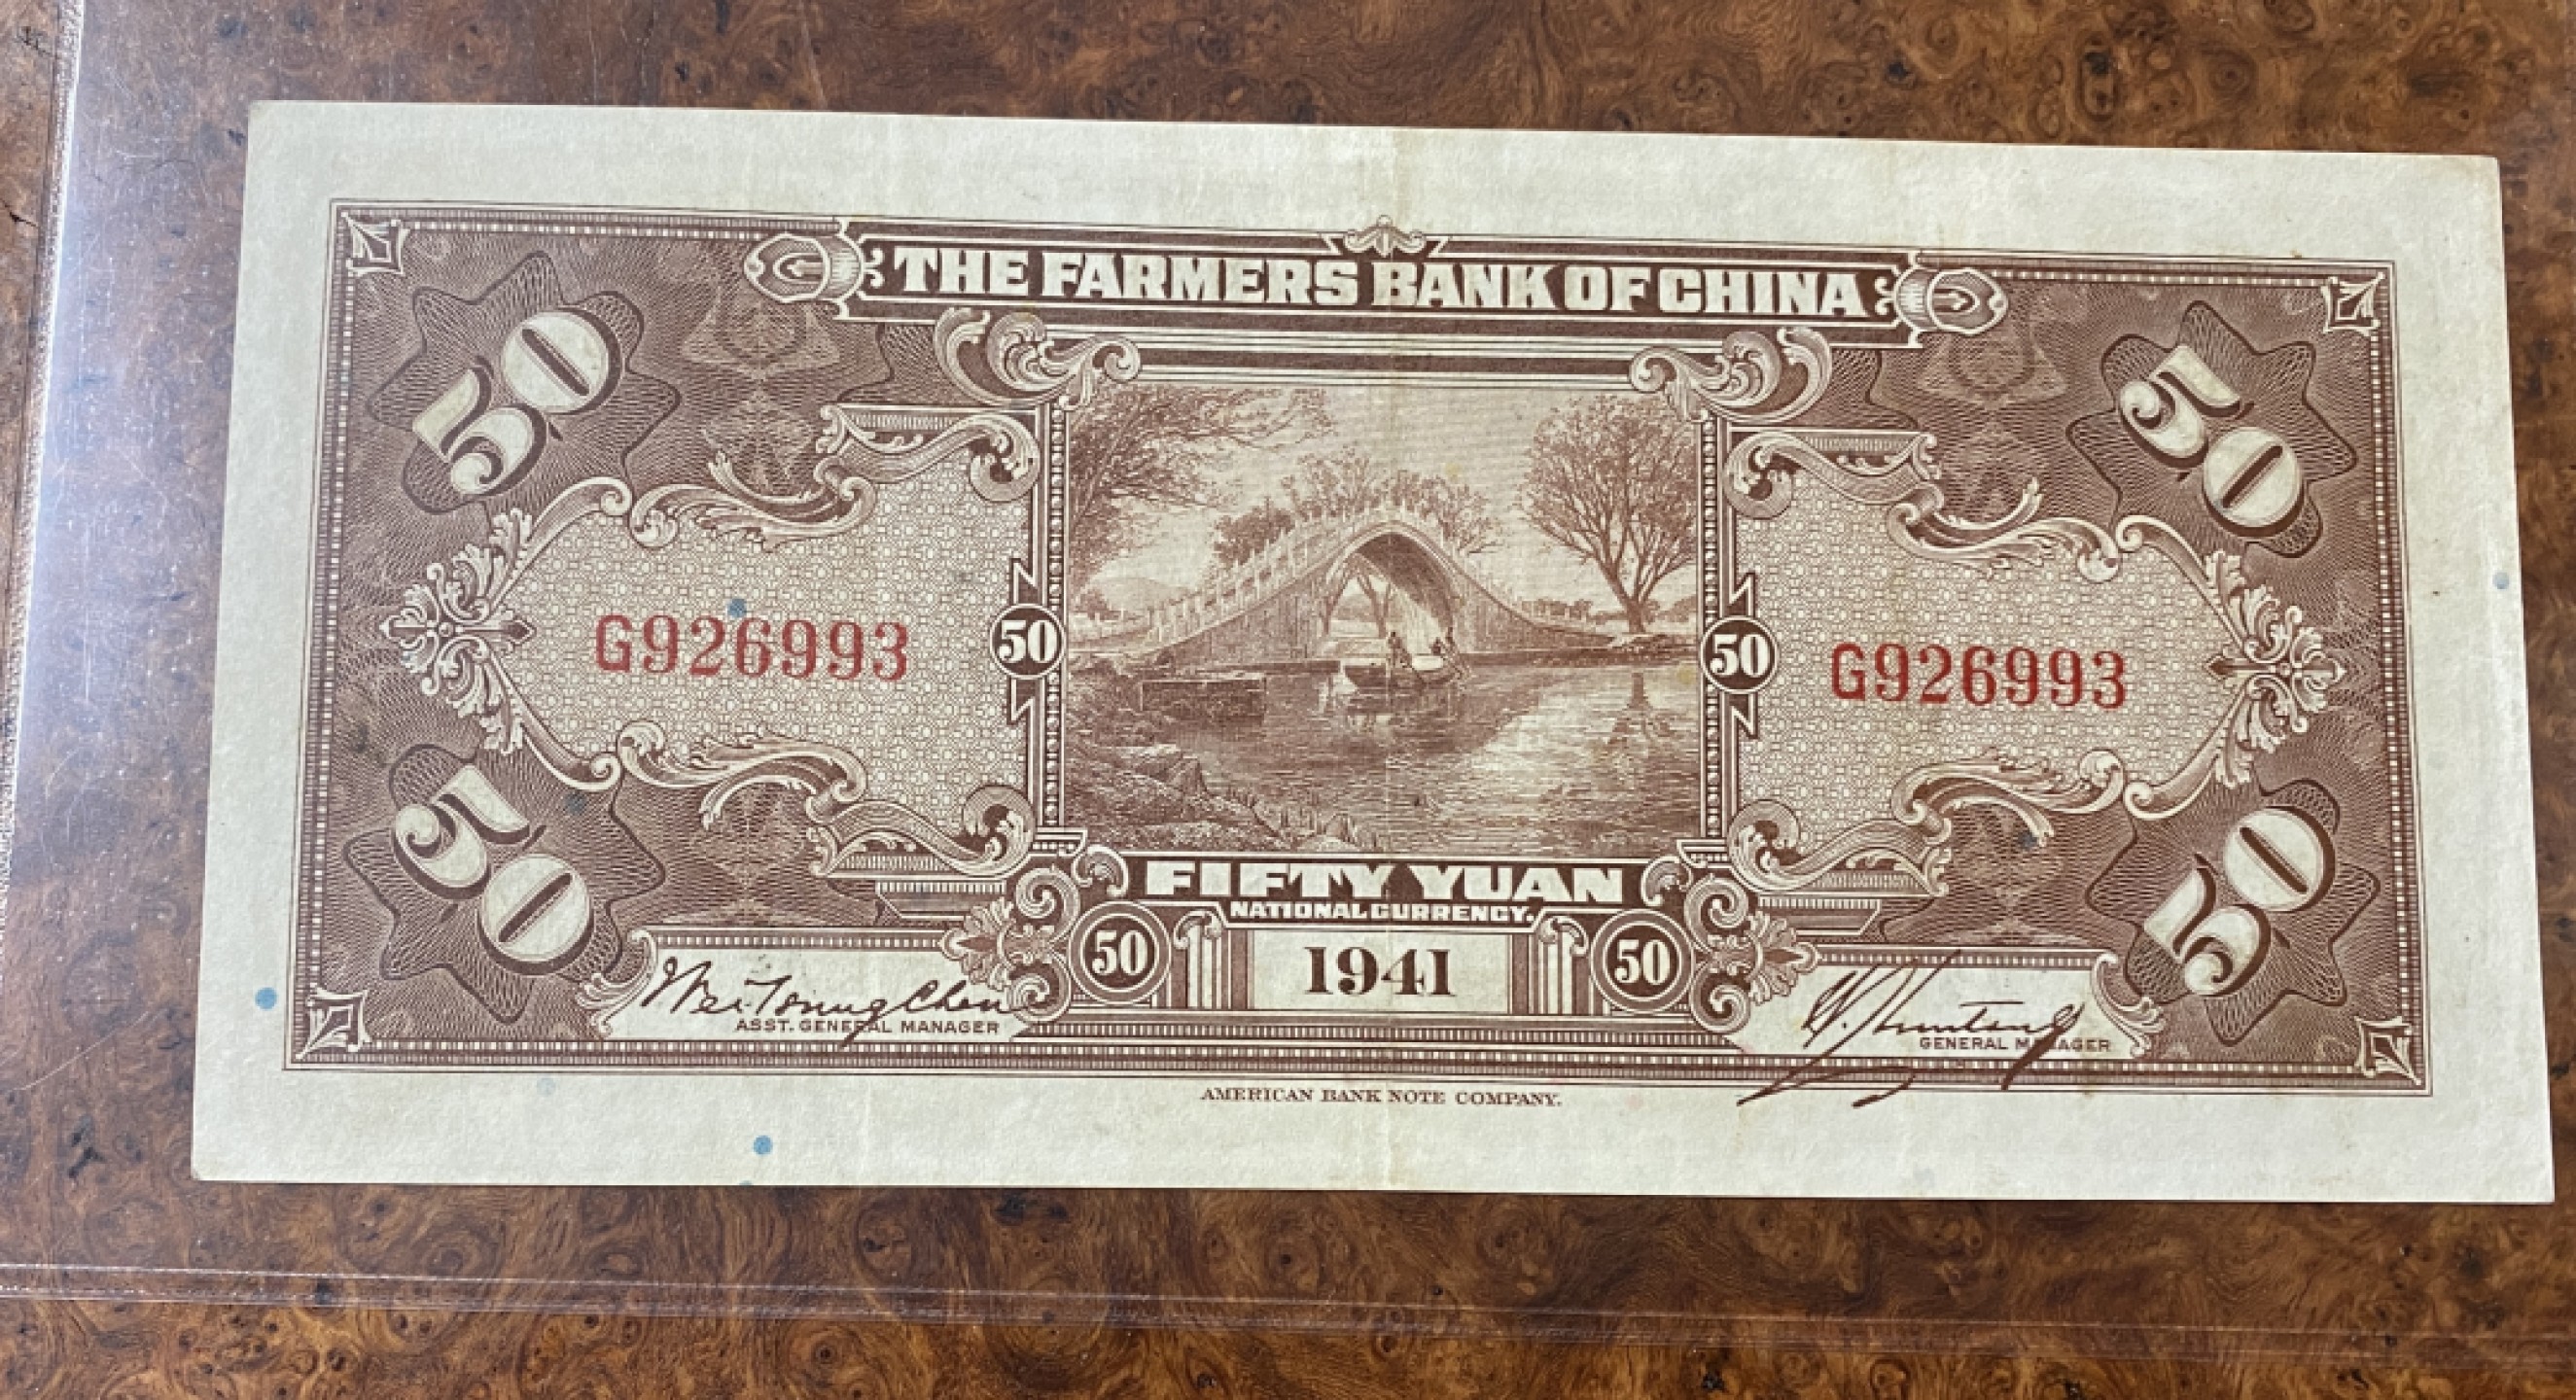 THE FARMERS BANK OF CHINA
50 50
G926993 50 50 G926993
50 50
FIFTY YUAN
NATIONAL CURRENCY.
50 1941 50
ASST. GENERAL MANAGER
GENERAL MANAGER
AMERICAN BANK NOTE COMPANY.